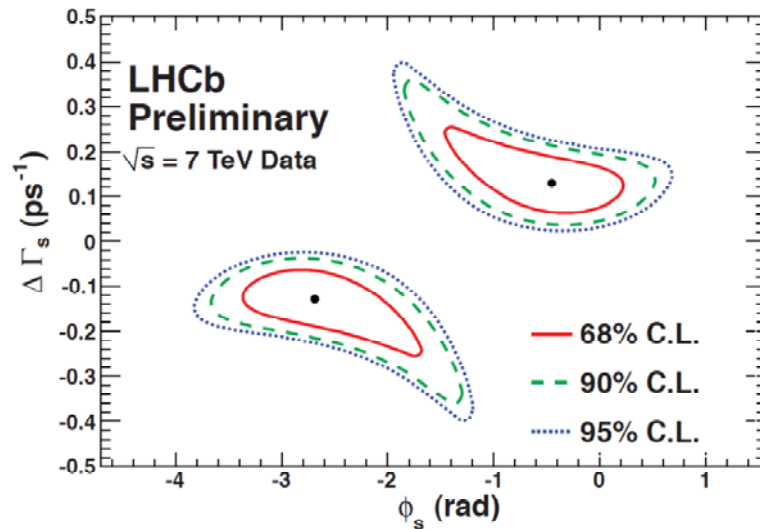 LHCb
Preliminary
√s = 7 TeV Data
Δ Γs (ps-1)
0.5
0.4
0.3
0.2
0.1
0
-0.1
-0.2
-0.3
-0.4
-0.5
68% C.L.
90% C.L.
95% C.L.
-4 -3 -2 -1 0 1
ϕs (rad)